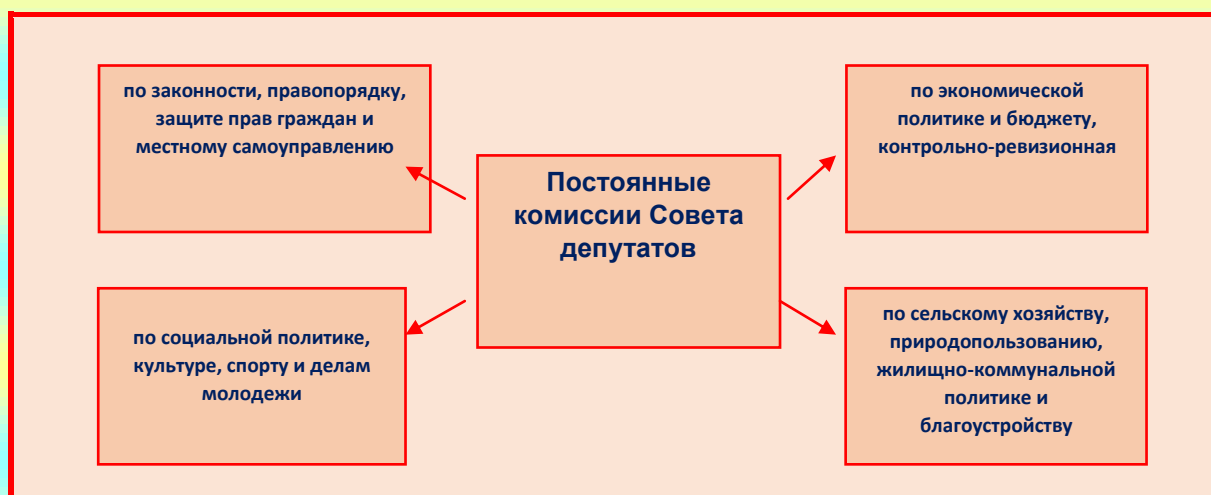 по законности, правопорядку,
защите прав граждан и
местному самоуправлению
по экономической
политике и бюджету,
контрольно-ревизионная
Постоянные
комиссии Совета
депутатов
по социальной политике,
культуре, спорту и делам
молодежи
по сельскому хозяйству,
природопользованию,
жилищно-коммунальной
политике и
благоустройству